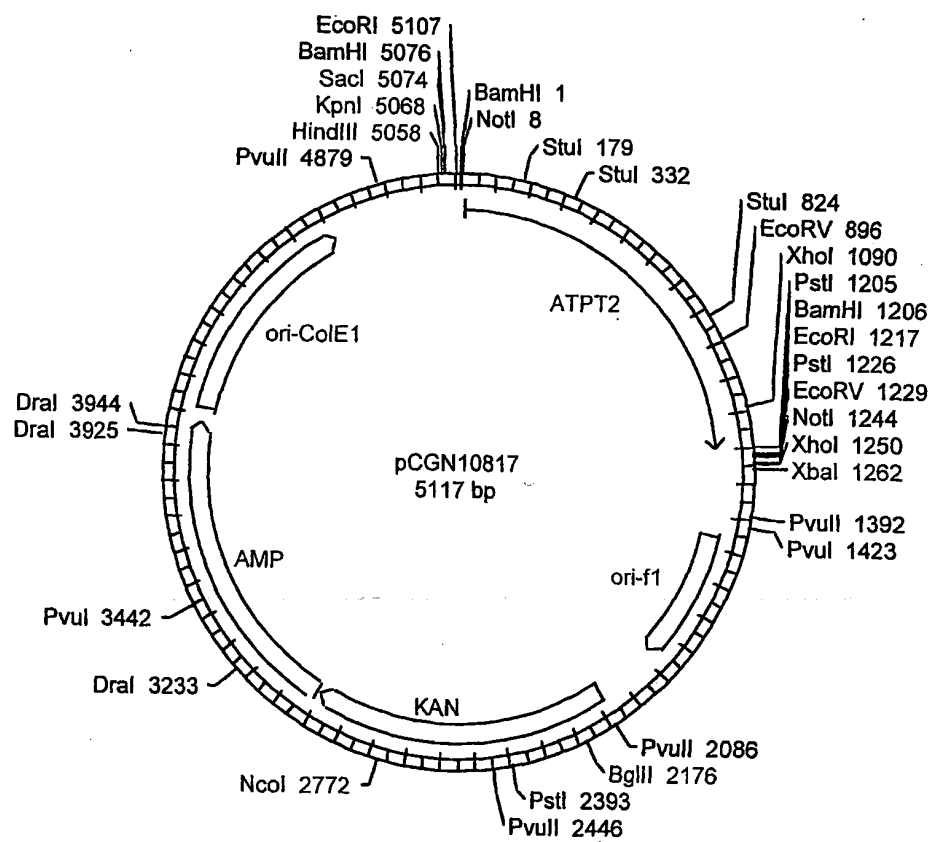 EcoRI 5107
BamHI 5076
SacI 5074
KpnI 5068
HindIII 5058
PvuII 4879
BamHI 1
NotI 8
StuI 179
StuI 332
StuI 824
EcoRV 896
XhoI 1090
PstI 1205
BamHI 1206
EcoRI 1217
PstI 1226
EcoRV 1229
NotI 1244
XhoI 1250
XbaI 1262
PvuII 1392
PvuI 1423
ATPT2
ori-ColE1
DraI 3944
DraI 3925
pCGN10817
5117 bp
ori-f1
AMP
PvuI 3442
DraI 3233
KAN
NcoI 2772
PvuII 2086
BglII 2176
PstI 2393
PvuII 2446